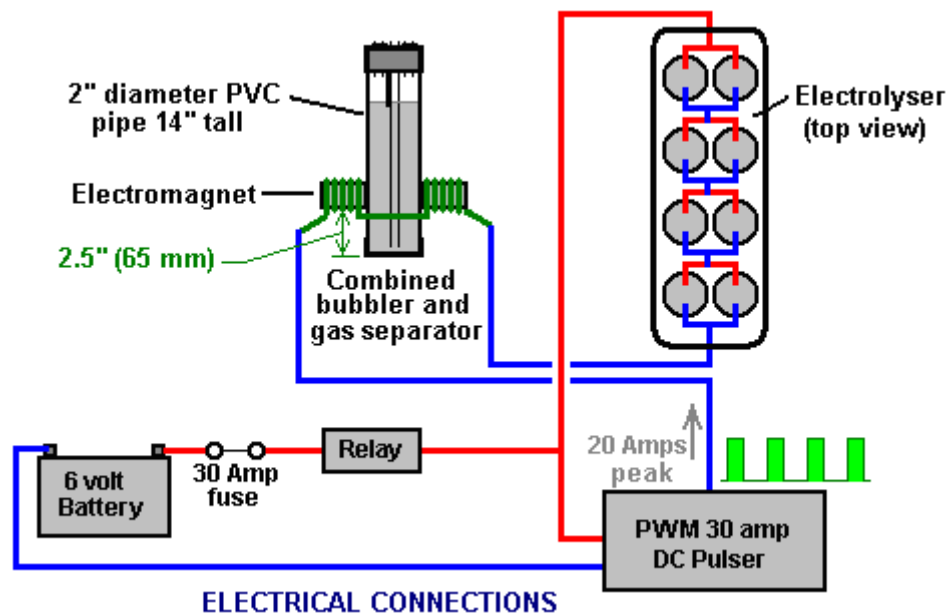 2" diameter PVC
pipe 14" tall
Electrolyser
(top view)
Electromagnet
2.5" (65 mm)
Combined
bubbler and
gas separator
20 Amps
peak
Relay
30 Amp
fuse
6 volt
Battery
PWM 30 amp
DC Pulser
ELECTRICAL CONNECTIONS